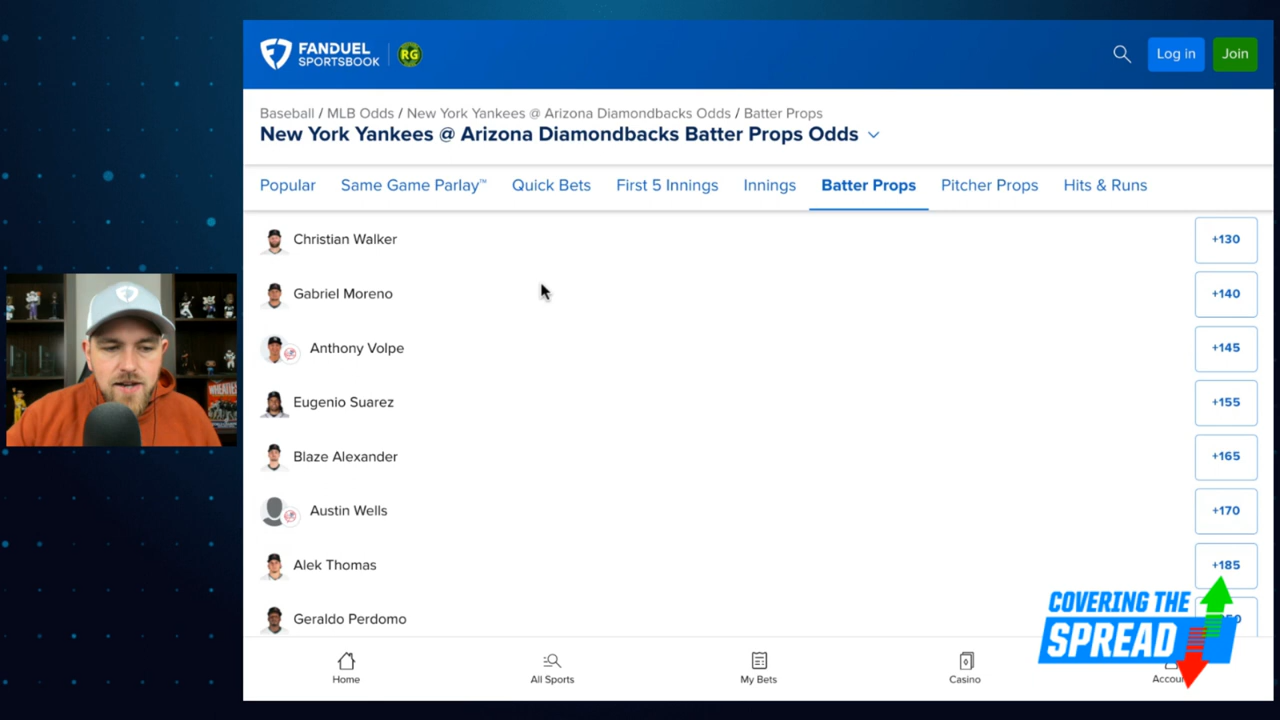 FANDUEL
SPORTSBOOK
RG
Log in
Join
Baseball / MLB Odds / New York Yankees @ Arizona Diamondbacks Odds / Batter Props
New York Yankees @ Arizona Diamondbacks Batter Props Odds
Popular
Same Game Parlay™
Quick Bets
First 5 Innings
Innings
Batter Props
Pitcher Props
Hits & Runs
Christian Walker
+130
Gabriel Moreno
+140
Anthony Volpe
+145
Eugenio Suarez
+155
Blaze Alexander
+165
Austin Wells
+170
Alek Thomas
+185
Geraldo Perdomo
WHEATIES
COVERING THE
SPREAD
Home
All Sports
My Bets
Casino